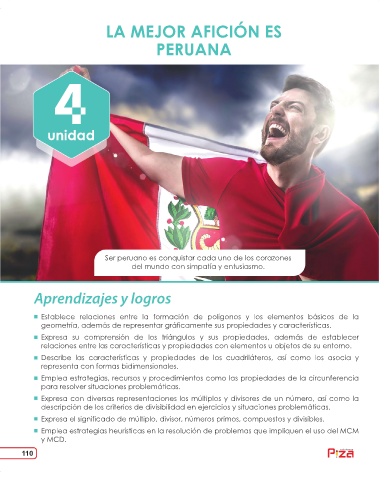 LA MEJOR AFICIÓN ES
PERUANA
4
unidad
Ser peruano es conquistar cada uno de los corazones
del mundo con simpatía y entusiasmo.
Aprendizajes y logros
Establece relaciones entre la formación de polígonos y los elementos básicos de la
geometría, además de representar gráficamente sus propiedades y características.
Expresa su comprensión de los triángulos y sus propiedades, además de establecer
relaciones entre las características y propiedades con elementos u objetos de su entorno.
Describe las características y propiedades de los cuadriláteros, así como los asocia y
representa con formas bidimensionales.
Emplea estrategias, recursos y procedimientos como las propiedades de la circunferencia
para resolver situaciones problemáticas.
Expresa con diversas representaciones los múltiplos y divisores de un número, así como la
descripción de los criterios de divisibilidad en ejercicios y situaciones problemáticas.
Expresa el significado de múltiplo, divisor, números primos, compuestos y divisibles.
Emplea estrategias heurísticas en la resolución de problemas que impliquen el uso del MCM
y MCD.
110
Piza